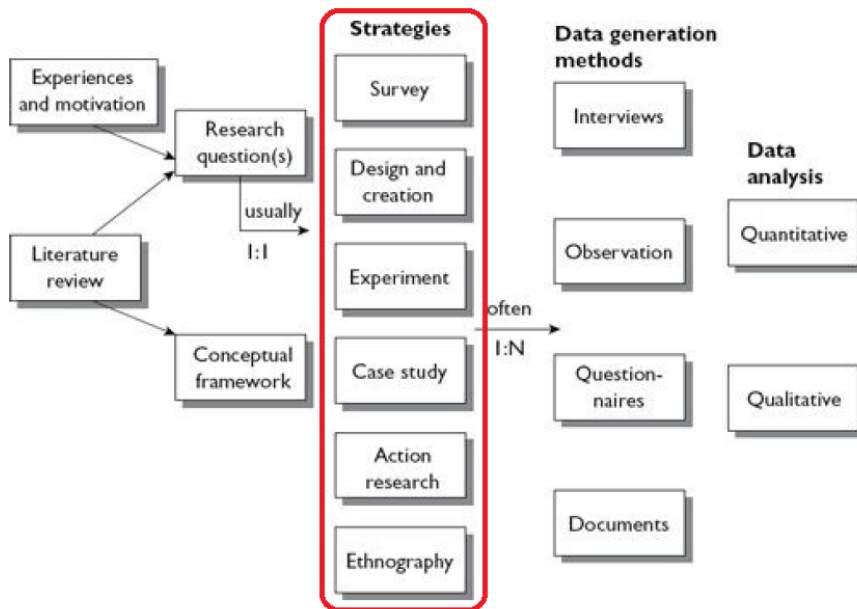 Experiences
and motivation
Literature
review
Research
question(s)
usually
1:1
Conceptual
framework
Strategies
Survey
Design and
creation
Experiment
Case study
Action
research
Ethnography
often
1:N
Data generation
methods
Interviews
Observation
Question-
naires
Documents
Data
analysis
Quantitative
Qualitative